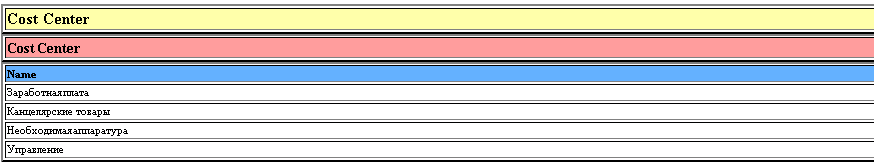 Cost Center
Cost Center
Name
Заработнаяплата
Канцелярские товары
Необходимаяаппаратура
Управление